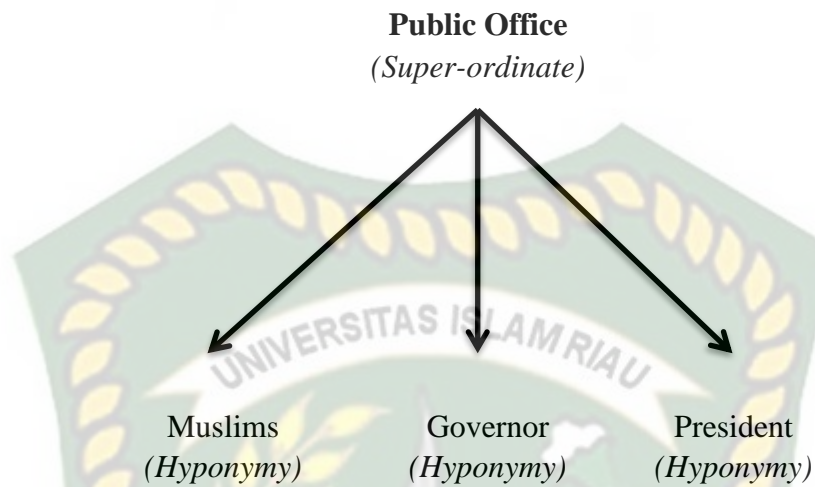 Public Office
(Super-ordinate)
UNIVERSITAS ISLAM RIAU
Muslims Governor President
(Hyponymy) (Hyponymy) (Hyponymy)